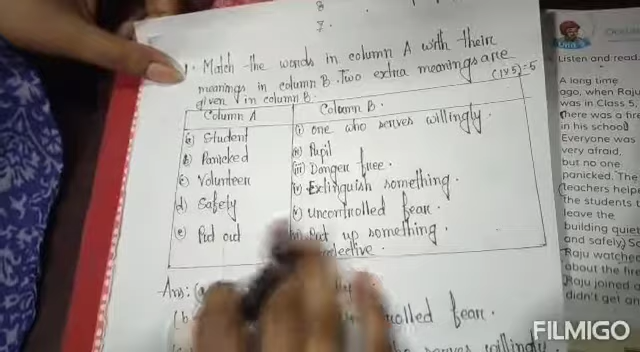 8
7.
Match the words in column A with their
meanings in column B. Two extra meanings are
given in column B. (1×5)=5
Column A Column B.
(a) Student (i) One who serves willingly.
(b) Panicked (ii) Pupil
(c) Volunteer (iii) Danger free.
(d) Safety (iv) Extinguish something.
(e) Put out (v) uncontrolled fear.
Put up something.
Ans: (a
(b rolled fear.
serves willingly.
Listen and read.
A long time
ago, when Raju
was in Class 5,
there was a fire
in his school
Everyone was
very afraid,
but no one
panicked. The
teachers helpe
The students t
leave the
building quiet
and safely. So
Raju watched
about the fire
Raju joined a
didn't get an
FILMIGO